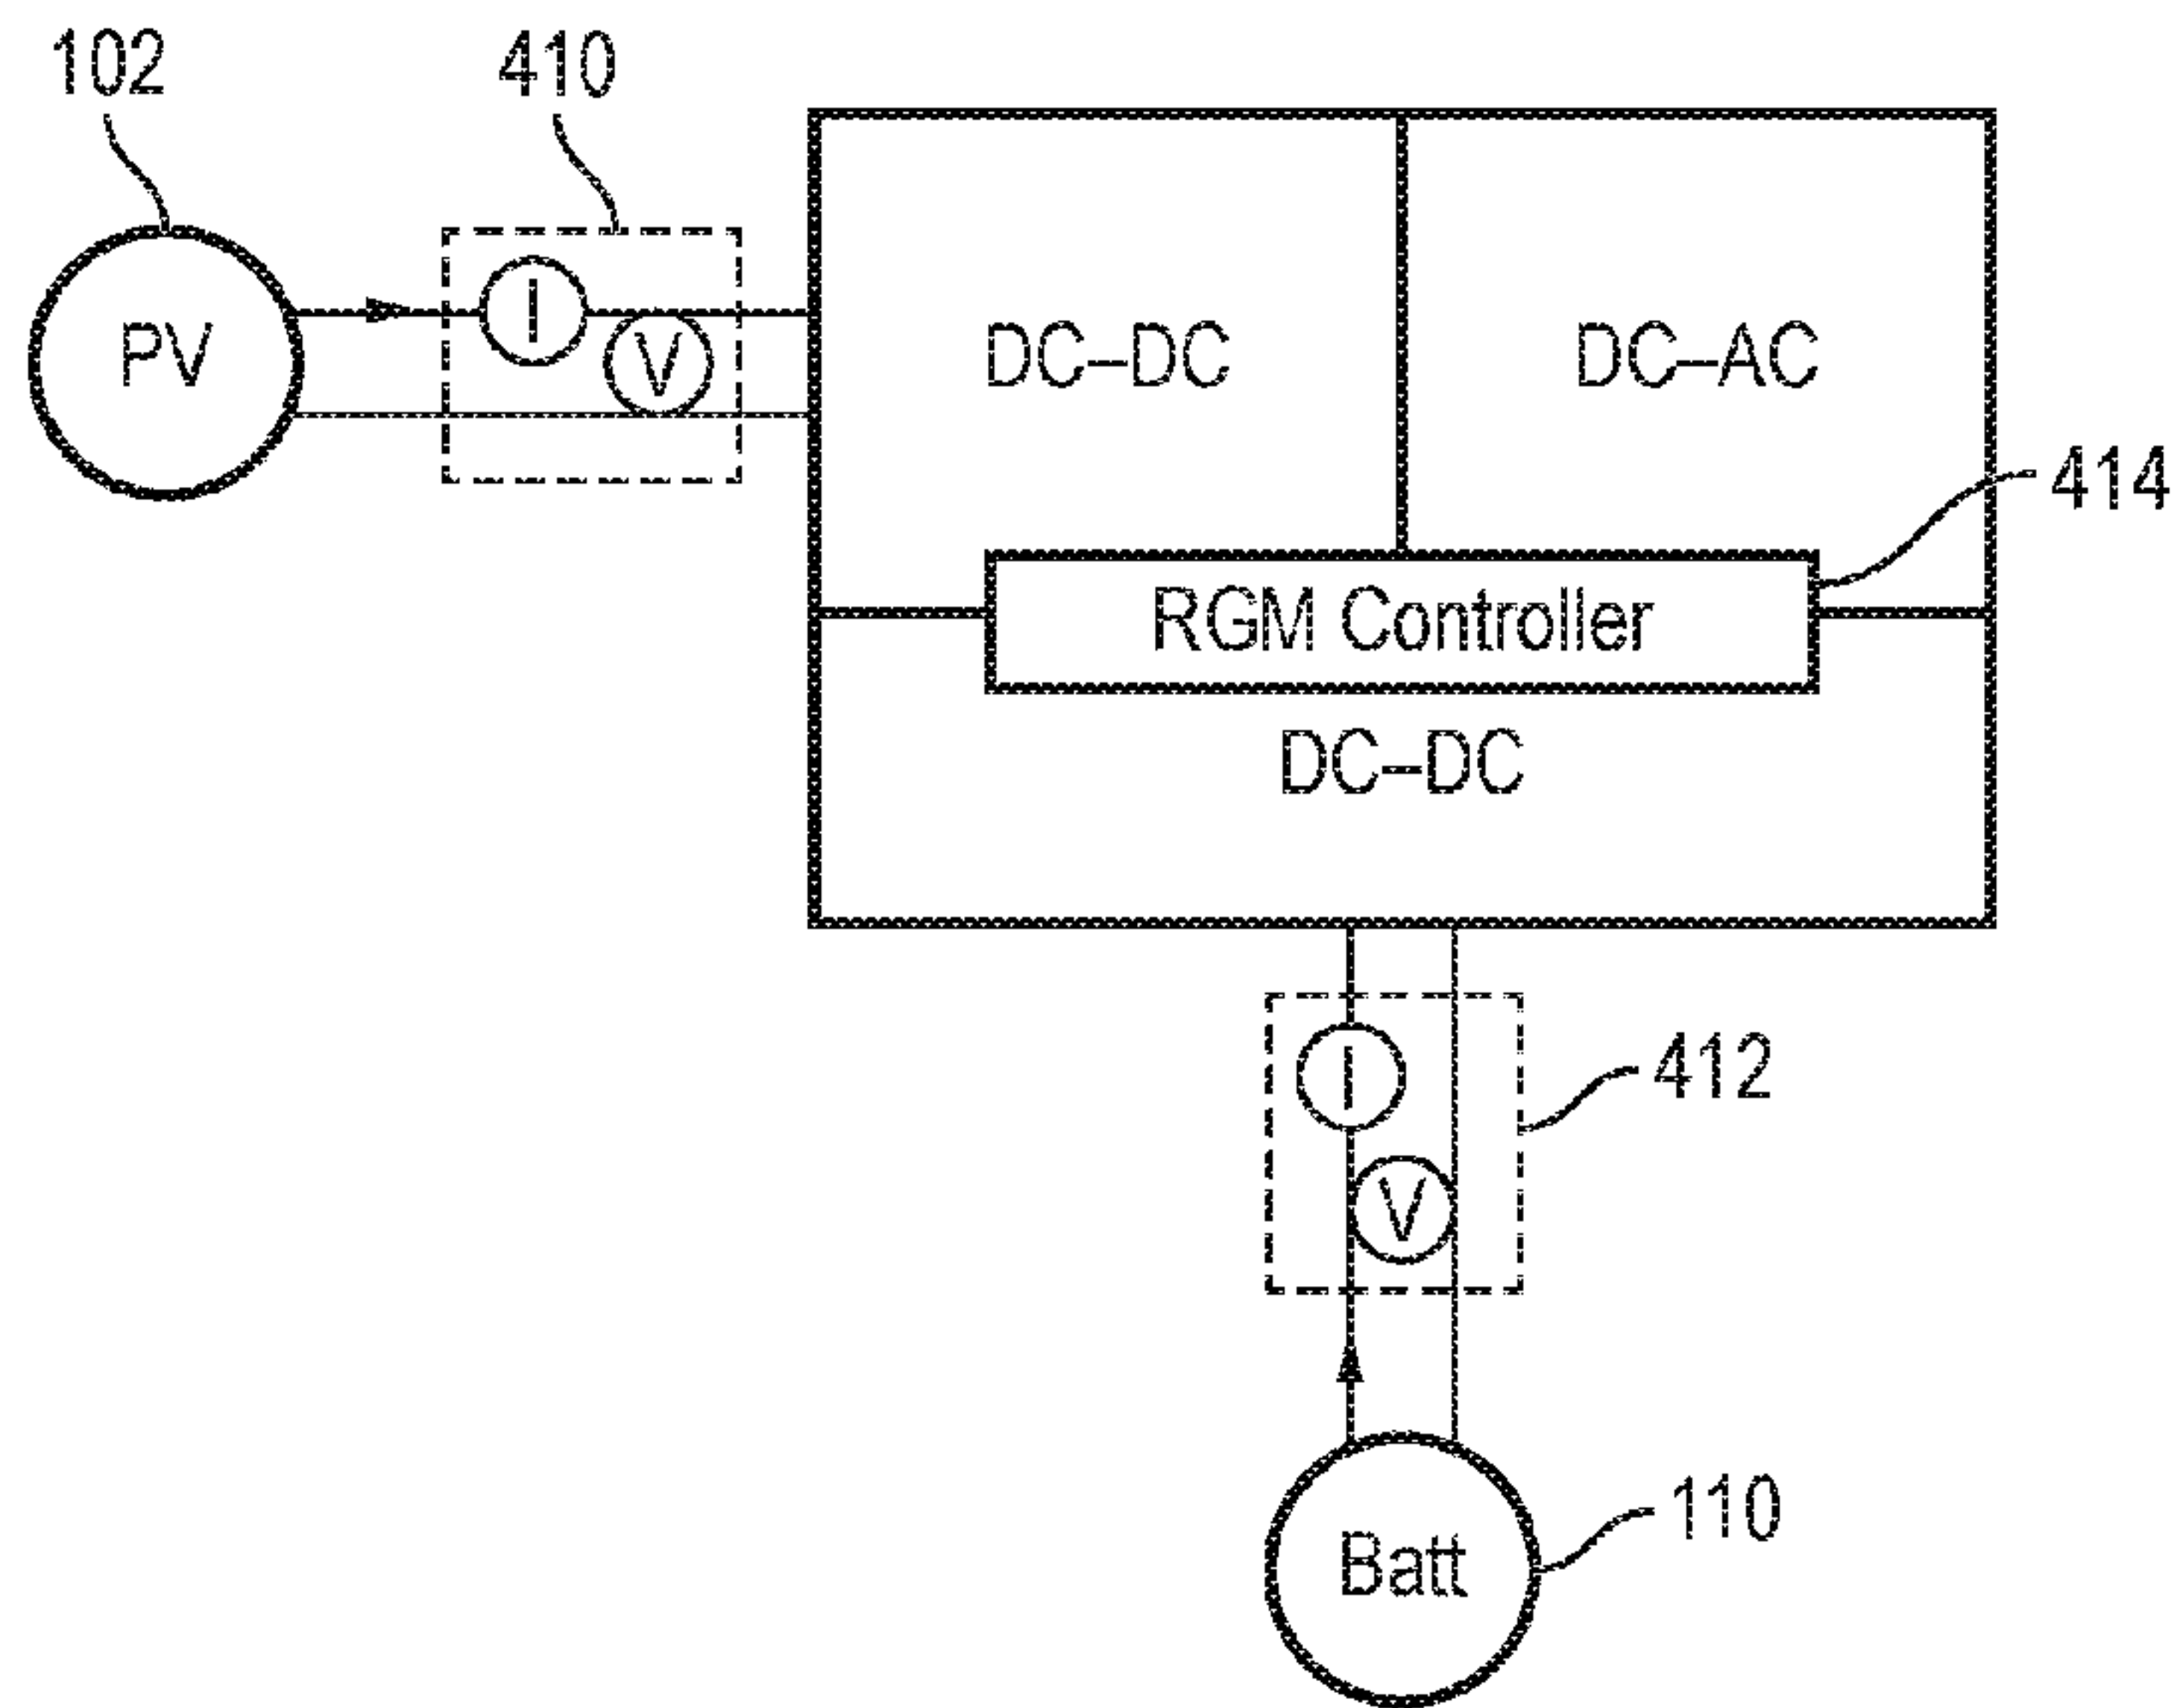 102
410
PV
I
V
DC–DC
DC–AC
414
RGM Controller
DC–DC
I
412
V
110
Batt